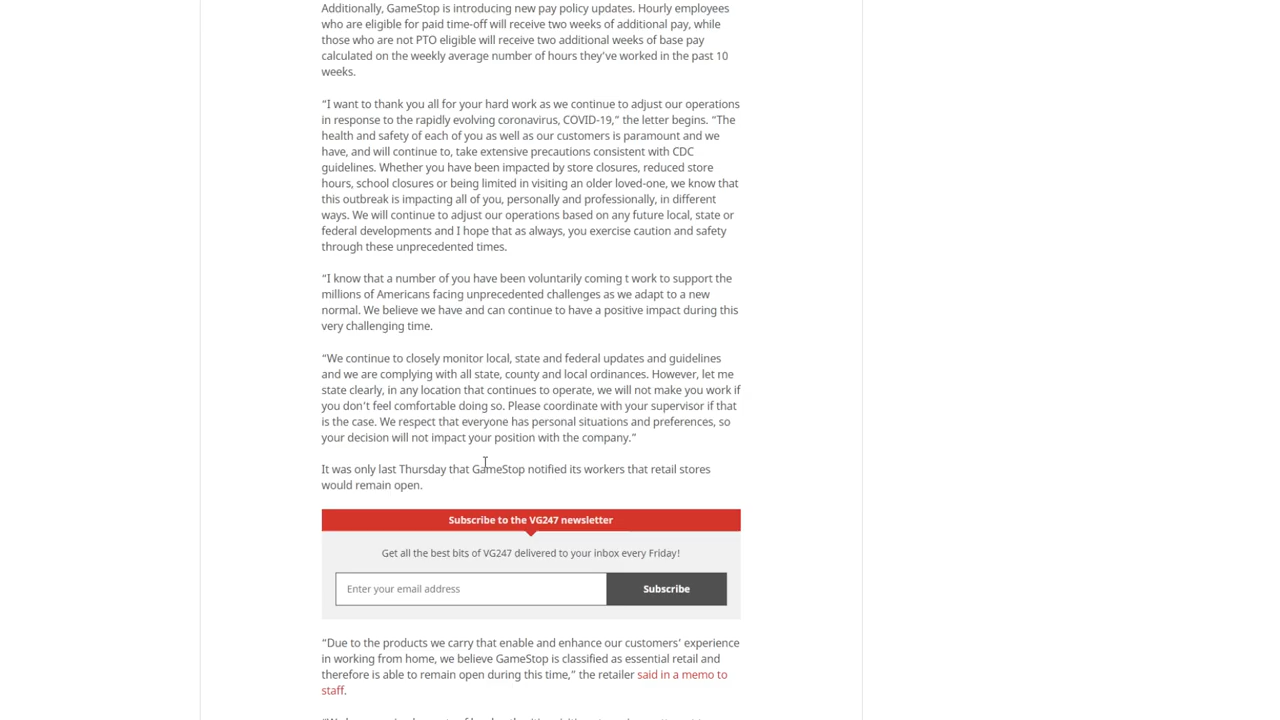 Additionally, GameStop is introducing new pay policy updates. Hourly employees
who are eligible for paid time-off will receive two weeks of additional pay, while
those who are not PTO eligible will receive two additional weeks of base pay
calculated on the weekly average number of hours they've worked in the past 10
weeks.
“I want to thank you all for your hard work as we continue to adjust our operations
in response to the rapidly evolving coronavirus, COVID-19,” the letter begins. “The
health and safety of each of you as well as our customers is paramount and we
have, and will continue to, take extensive precautions consistent with CDC
guidelines. Whether you have been impacted by store closures, reduced store
hours, school closures or being limited in visiting an older loved-one, we know that
this outbreak is impacting all of you, personally and professionally, in different
ways. We will continue to adjust our operations based on any future local, state or
federal developments and I hope that as always, you exercise caution and safety
through these unprecedented times.
“I know that a number of you have been voluntarily coming t work to support the
millions of Americans facing unprecedented challenges as we adapt to a new
normal. We believe we have and can continue to have a positive impact during this
very challenging time.
“We continue to closely monitor local, state and federal updates and guidelines
and we are complying with all state, county and local ordinances. However, let me
state clearly, in any location that continues to operate, we will not make you work if
you don't feel comfortable doing so. Please coordinate with your supervisor if that
is the case. We respect that everyone has personal situations and preferences, so
your decision will not impact your position with the company.”
It was only last Thursday that GameStop notified its workers that retail stores
would remain open.
Subscribe to the VG247 newsletter
Get all the best bits of VG247 delivered to your inbox every Friday!
Enter your email address
Subscribe
“Due to the products we carry that enable and enhance our customers' experience
in working from home, we believe GameStop is classified as essential retail and
therefore is able to remain open during this time,” the retailer said in a memo to
staff.